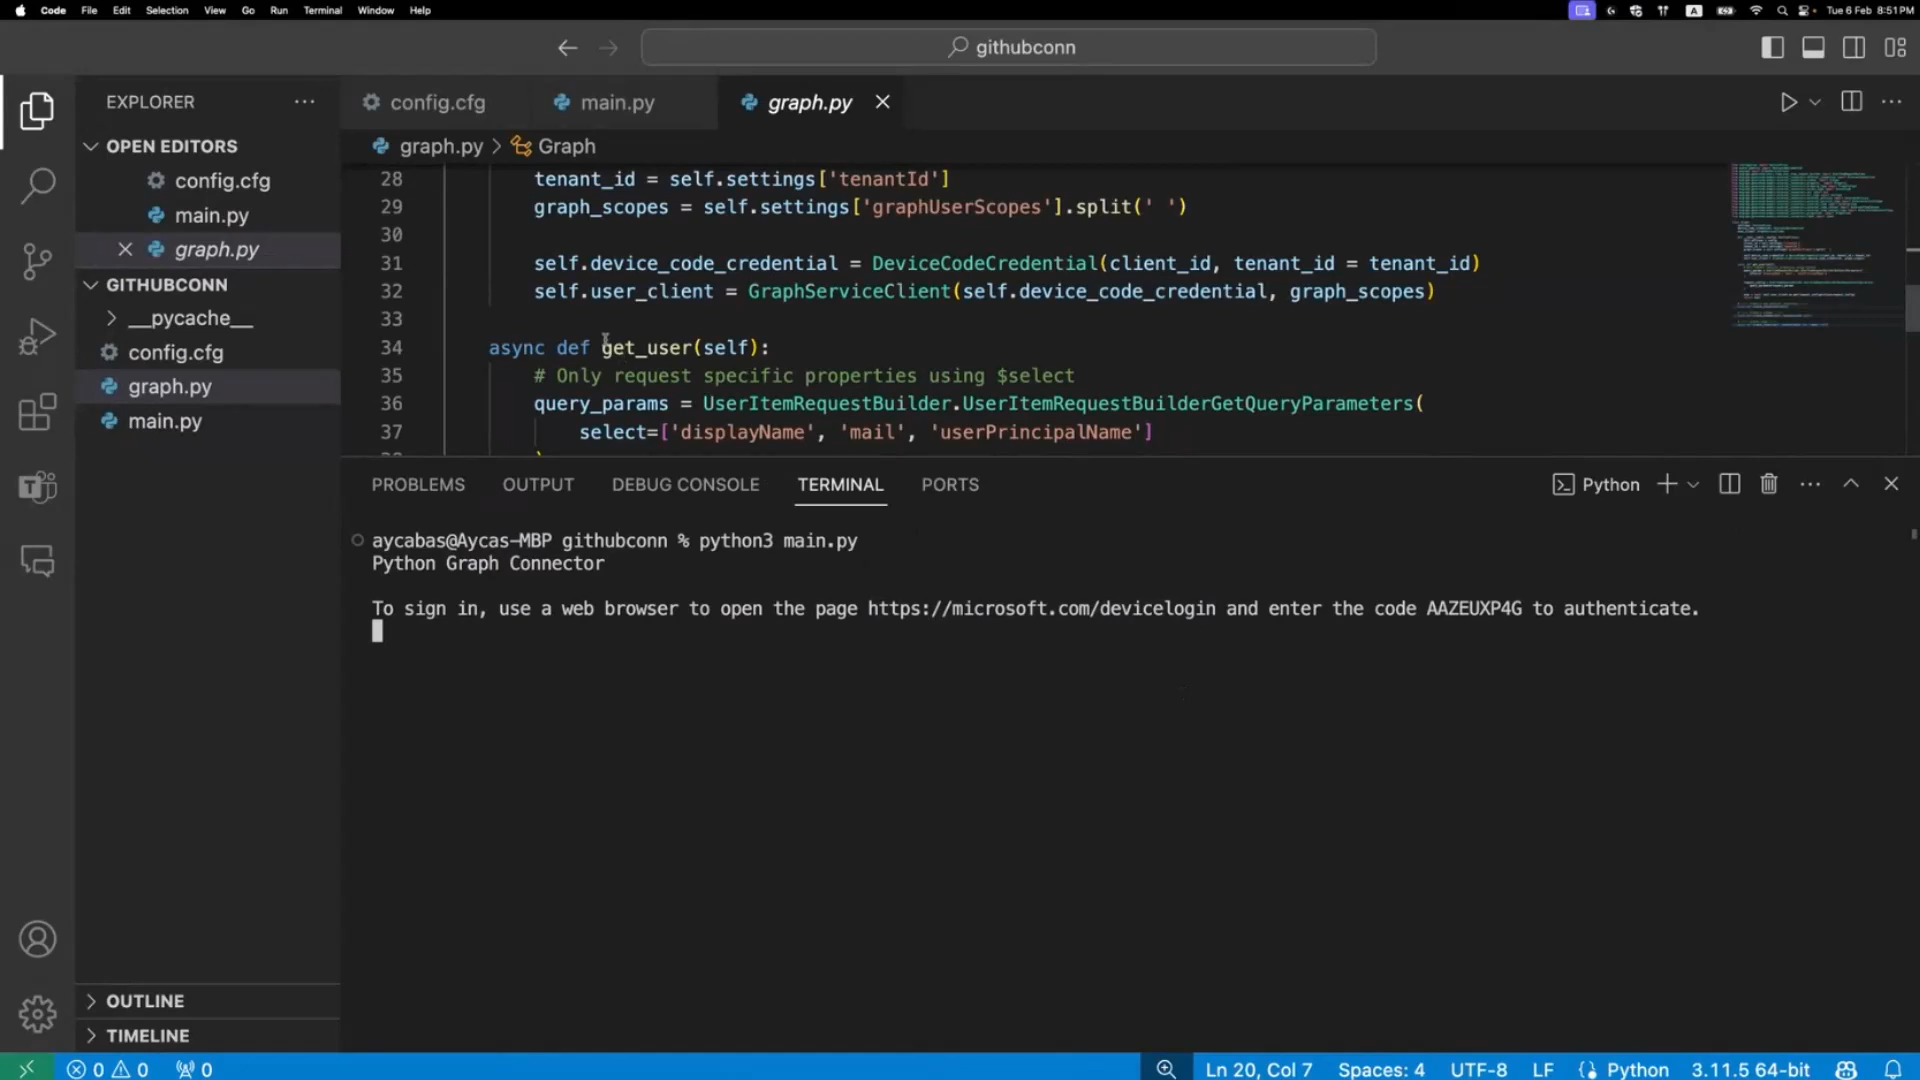 Code File Edit Selection View Go Run Terminal Window Help
A
Tue 6 Feb 8:51 PM
githubconn
EXPLORER
OPEN EDITORS
config.cfg
main.py
graph.py
GITHUBCONN
__pycache__
config.cfg
graph.py
main.py
OUTLINE
TIMELINE
config.cfg main.py graph.py
graph.py > Graph
28 tenant_id = self.settings['tenantId']
29 graph_scopes = self.settings['graphUserScopes'].split(' ')
30
31 self.device_code_credential = DeviceCodeCredential(client_id, tenant_id = tenant_id)
32 self.user_client = GraphServiceClient(self.device_code_credential, graph_scopes)
33
34 async def get_user(self):
35 # Only request specific properties using $select
36 query_params = UserItemRequestBuilder.UserItemRequestBuilderGetQueryParameters(
37 select=['displayName', 'mail', 'userPrincipalName']
PROBLEMS OUTPUT DEBUG CONSOLE TERMINAL PORTS
Python
aycabas@Aycas-MBP githubconn % python3 main.py
Python Graph Connector
To sign in, use a web browser to open the page https://microsoft.com/devicelogin and enter the code AAZEUXP4G to authenticate.
0 0 0
Ln 20, Col 7 Spaces: 4 UTF-8 LF Python 3.11.5 64-bit